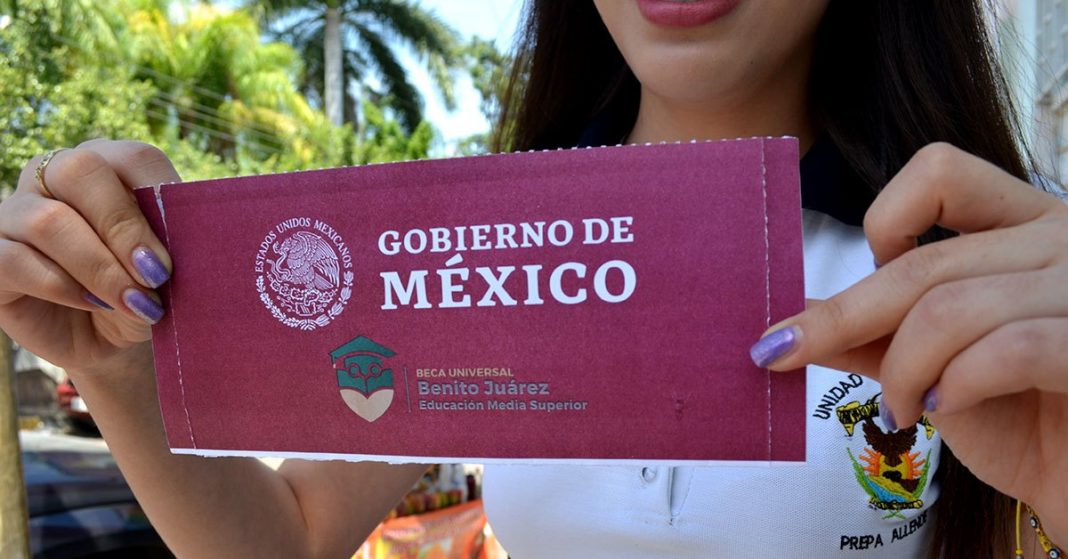 ESTADOS UNIDOS MEXICANOS
GOBIERNO DE
MÉXICO
BECA UNIVERSAL
Benito Juárez
Educación Media Superior
UNIDAD
PREPA ALLENDE